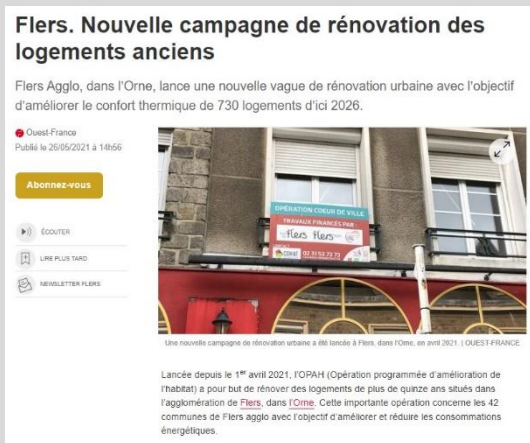 Flers. Nouvelle campagne de rénovation des
logements anciens
Flers Agglo, dans l'Orne, lance une nouvelle vague de rénovation urbaine avec l'objectif
d'améliorer le confort thermique de 730 logements d'ici 2026.
Ouest-France
Publié le 26/05/2021 à 14h56
Abonnez-vous
ÉCOUTER
LIRE PLUS TARD
NEWSLETTER FLERS
OPÉRATION COEUR DE VILLE
TRAVAUX FINANCÉS PAR
flers flers
02 31 53 73 73
Une nouvelle campagne de rénovation urbaine a été lancée à Flers, dans l'Orne, en avril 2021. | OUEST-FRANCE
Lancée depuis le 1er avril 2021, l'OPAH (Opération programmée d'amélioration de
l'habitat) a pour but de rénover des logements de plus de quinze ans situés dans
l'agglomération de Flers, dans l'Orne. Cette importante opération concerne les 42
communes de Flers agglo avec l'objectif d'améliorer et réduire les consommations
énergétiques.